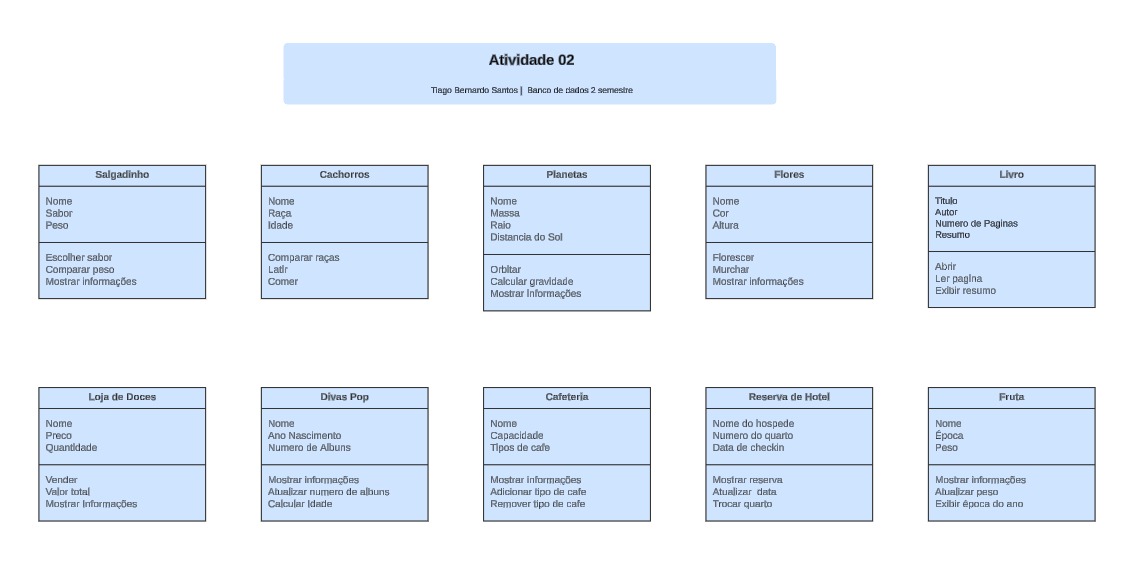 Atividade 02
Tiago Bernardo Santos | Banco de dados 2 semestre
Salgadinho
Nome
Sabor
Peso
Escolher sabor
Comparar peso
Mostrar informações
Cachorros
Nome
Raça
Idade
Comparar raças
Latir
Comer
Planetas
Nome
Massa
Raio
Distancia do Sol
Orbitar
Calcular gravidade
Mostrar informações
Flores
Nome
Cor
Altura
Florescer
Murchar
Mostrar informações
Livro
Titulo
Autor
Numero de Paginas
Resumo
Abrir
Ler pagina
Exibir resumo
Loja de Doces
Nome
Preco
Quantidade
Vender
Valor total
Mostrar informações
Divas Pop
Nome
Ano Nascimento
Numero de Albuns
Mostrar informações
Atualizar numero de albuns
Calcular idade
Cafeteria
Nome
Capacidade
Tipos de cafe
Mostrar informações
Adicionar tipo de cafe
Remover tipo de cafe
Reserva de Hotel
Nome do hospede
Numero do quarto
Data de checkin
Mostrar reserva
Atualizar data
Trocar quarto
Fruta
Nome
Época
Peso
Mostrar informações
Atualizar peso
Exibir época do ano